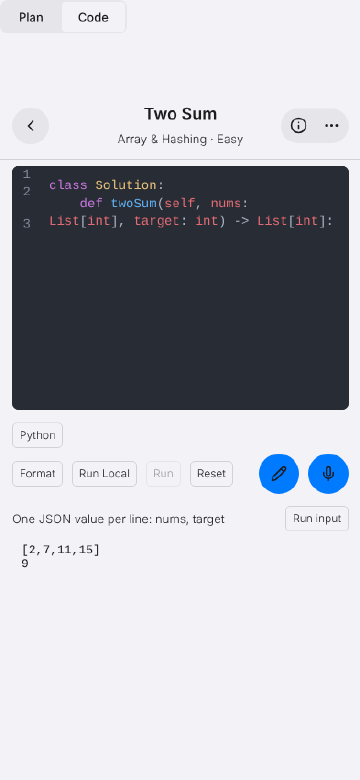 Plan Code
Two Sum
Array & Hashing · Easy
1
class Solution:
2
def twoSum(self, nums:
List[int], target: int) -> List[int]:
3
Python
Format Run Local Run Reset
One JSON value per line: nums, target Run input
[2,7,11,15]
9